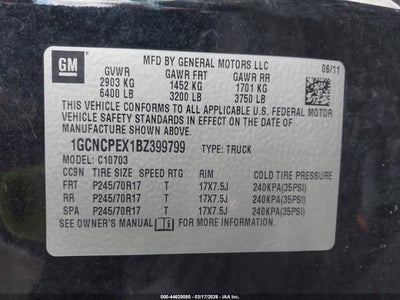 GM
MFD BY GENERAL MOTORS LLC
06/11
GVWR GAWR FRT GAWR RR
2903 KG 1452 KG 1701 KG
6400 LB 3200 LB 3750 LB
THIS VEHICLE CONFORMS TO ALL APPLICABLE U.S. FEDERAL MOTOR
VEHICLE SAFETY STANDARDS IN EFFECT ON THE DATE OF
MANUFACTURE SHOWN ABOVE.
1GCNCPEX1BZ399799 TYPE: TRUCK
MODEL: C10703
CC9N TIRE SIZE SPEED RTG RIM COLD TIRE PRESSURE
FRT P245/70R17 T 17X7.5J 240KPA(35PSI)
RR P245/70R17 T 17X7.5J 240KPA(35PSI)
SPA P245/70R17 T 17X7.5J 240KPA(35PSI)
SEE OWNER'S MANUAL FOR ADDITIONAL INFORMATION.
000-44620080 - 03/17/2026 - Copyright IAA, Inc.